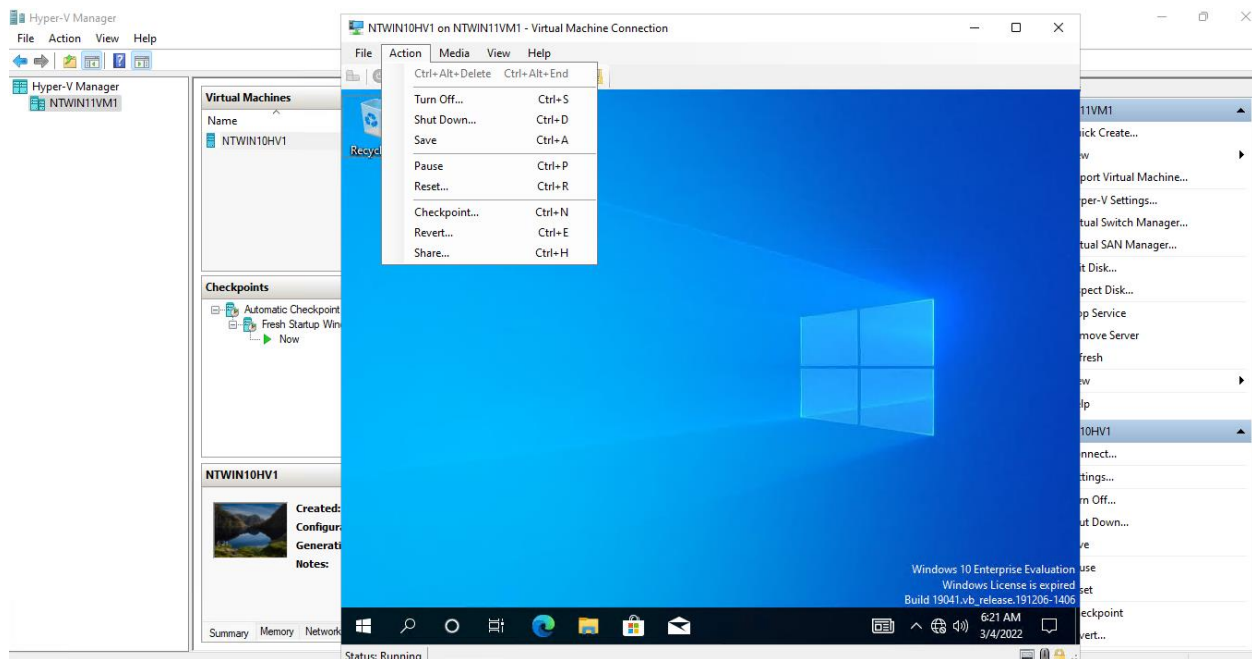 Hyper-V Manager
File Action View Help
Hyper-V Manager
NTWIN11VM1
Virtual Machines
Name
NTWIN10HV1
Checkpoints
Automatic Checkpoint
Fresh Startup Win
Now
NTWIN10HV1
Created:
Configur
Generati
Notes:
Summary Memory Network
NTWIN10HV1 on NTWIN11VM1 - Virtual Machine Connection
File Action Media View Help
Ctrl+Alt+Delete Ctrl+Alt+End
Turn Off... Ctrl+S
Shut Down... Ctrl+D
Save Ctrl+A
Pause Ctrl+P
Reset... Ctrl+R
Checkpoint... Ctrl+N
Revert... Ctrl+E
Share... Ctrl+H
Recycl
Windows 10 Enterprise Evaluation
Windows License is expired
Build 19041.vb_release.191206-1406
6:21 AM
3/4/2022
Status: Running
11VM1
ick Create...
ew
port Virtual Machine...
per-V Settings...
tual Switch Manager...
tual SAN Manager...
it Disk...
pect Disk...
op Service
move Server
fresh
ew
lp
10HV1
nnect...
ttings...
rn Off...
ut Down...
ve
use
set
eckpoint
vert...